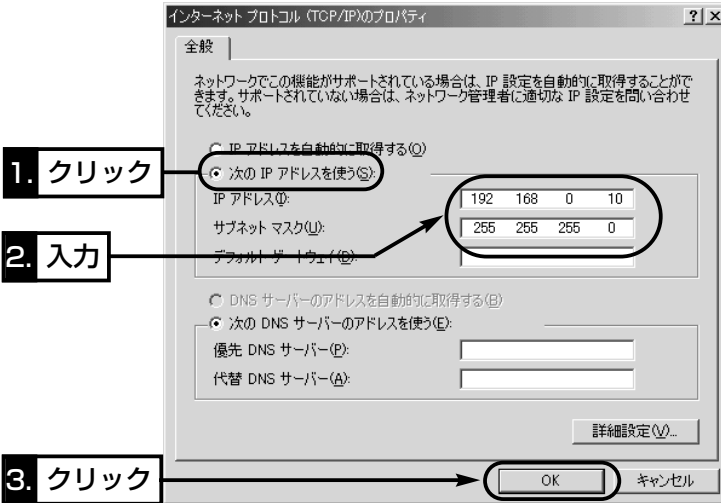 インターネット プロトコル (TCP/IP)のプロパティ
? ×
全般
ネットワークでこの機能がサポートされている場合は、IP 設定を自動的に取得することがで
きます。サポートされていない場合は、ネットワーク管理者に適切な IP 設定を問い合わせ
てください。
IP アドレスを自動的に取得する(O)
1. クリック
次の IP アドレスを使う(S):
IP アドレス(I):
192 168 0 10
サブネット マスク(U):
255 255 255 0
2. 入力
デフォルト ゲートウェイ(D):
DNS サーバーのアドレスを自動的に取得する(B)
次の DNS サーバーのアドレスを使う(E):
優先 DNS サーバー(P):
代替 DNS サーバー(A):
詳細設定(V)...
3. クリック
OK
キャンセル